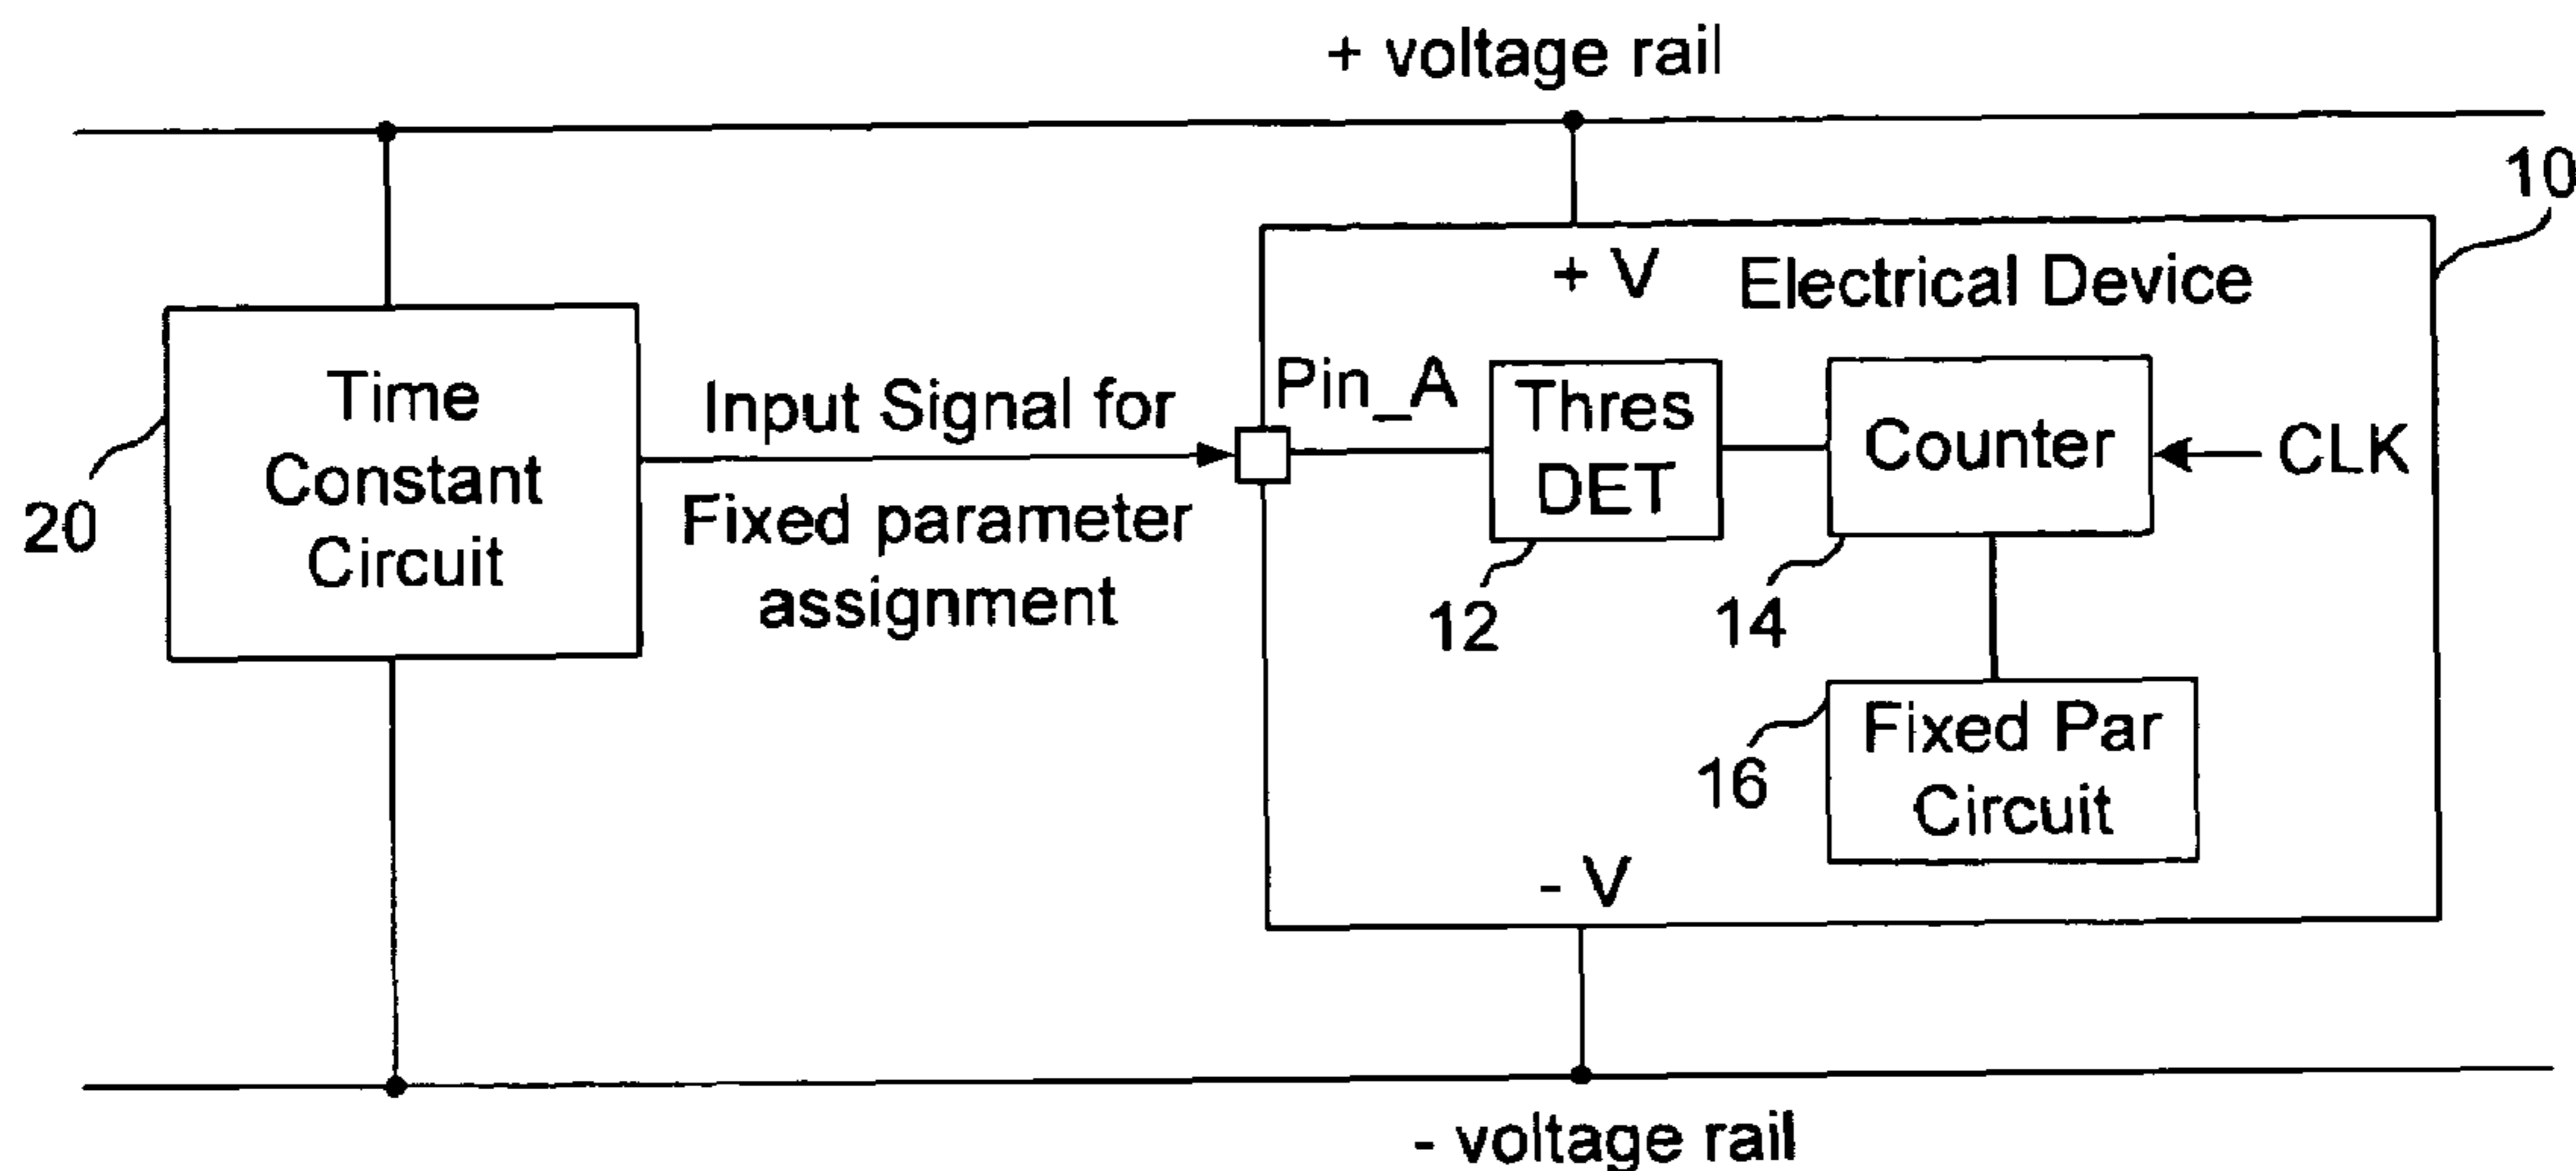 + voltage rail
10
+ V
Electrical Device
Time
Constant
Circuit
20
Input Signal for
Fixed parameter
assignment
Pin_A
Thres
DET
12
Counter
14
CLK
Fixed Par
Circuit
16
- V
- voltage rail